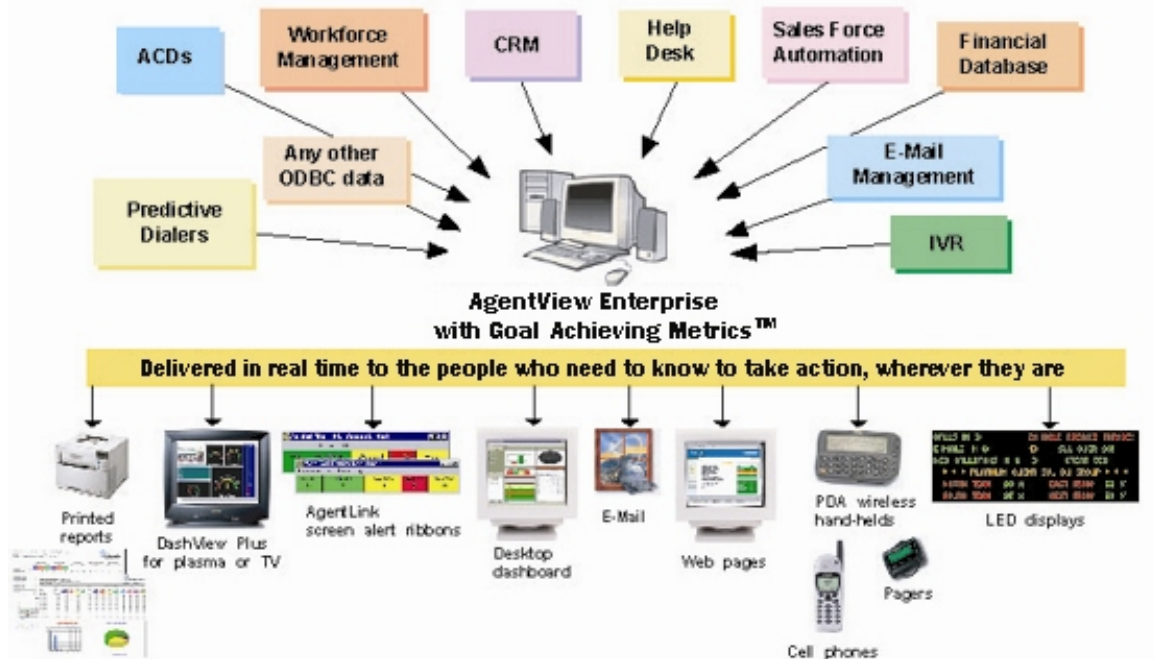 ACDs
Workforce
Management
CRM
Help
Desk
Sales Force
Automation
Financial
Database
Any other
ODBC data
E-Mail
Management
Predictive
Dialers
IVR
AgentView Enterprise
with Goal Achieving Metrics™
Delivered in real time to the people who need to know to take action, wherever they are
Printed
reports
DashView Plus
for plasma or TV
AgentLink
screen alert ribbons
Desktop
dashboard
E-Mail
Web pages
PDA wireless
hand-helds
LED displays
Cell phones
Pagers